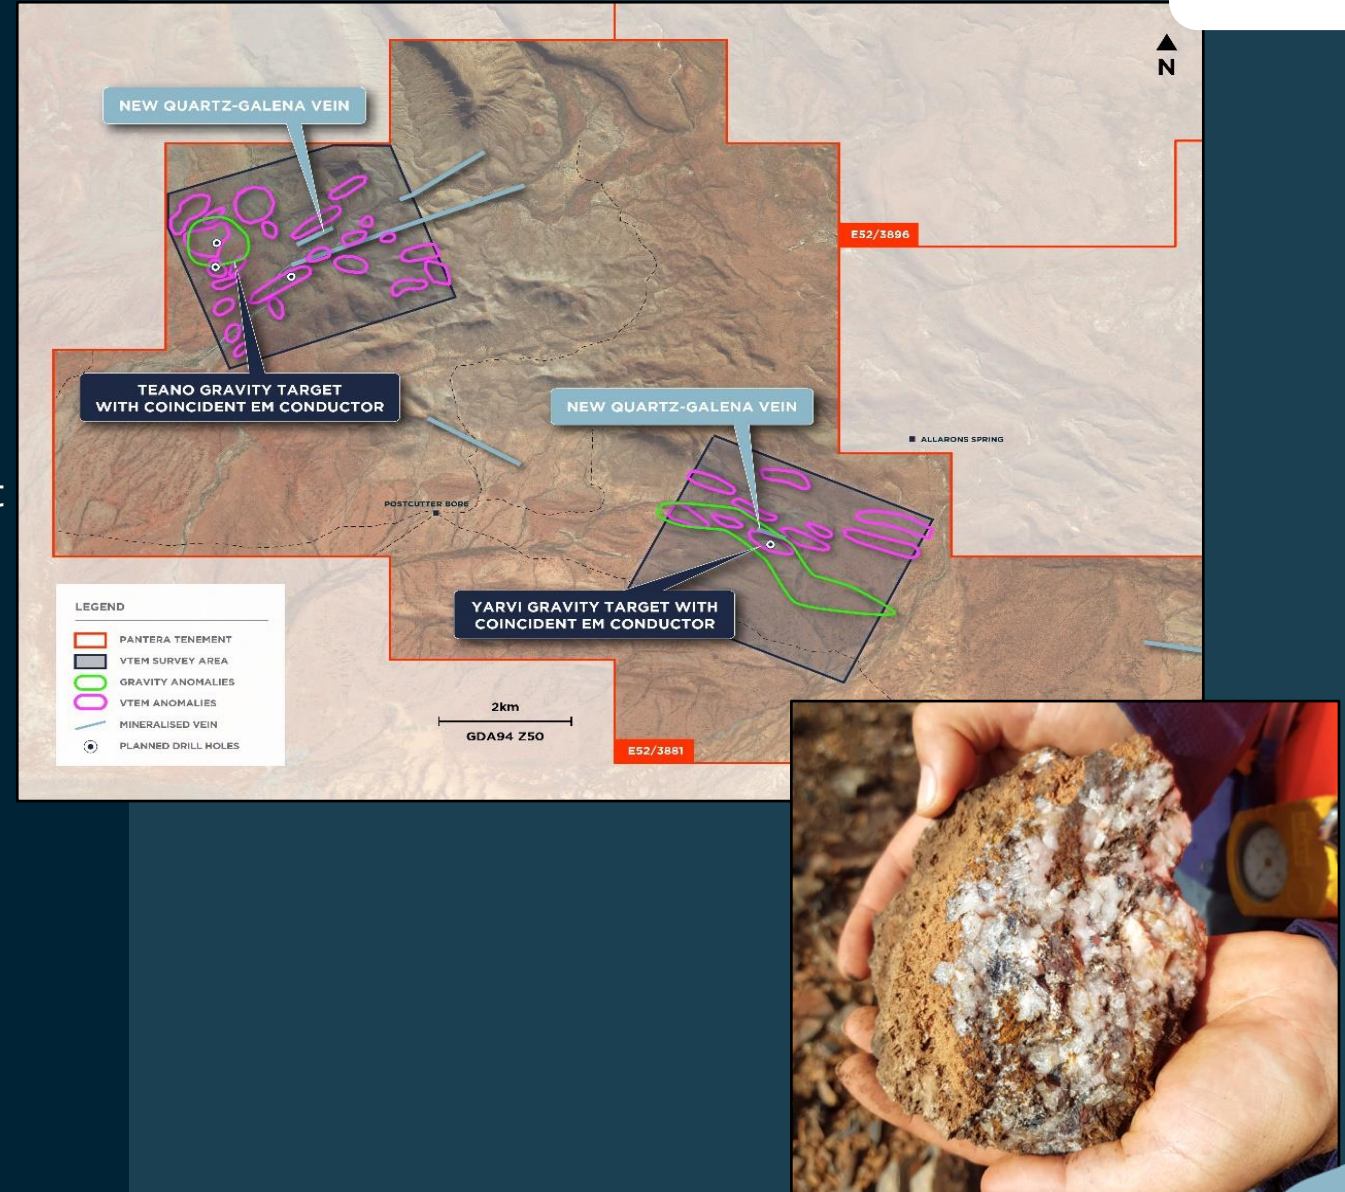 N
NEW QUARTZ-GALENA VEIN
E52/3896
TEANO GRAVITY TARGET
WITH COINCIDENT EM CONDUCTOR
NEW QUARTZ-GALENA VEIN
ALLARONS SPRING
POSTCUTTER BORE
YARVI GRAVITY TARGET WITH
COINCIDENT EM CONDUCTOR
LEGEND
PANTERA TENEMENT
VTEM SURVEY AREA
GRAVITY ANOMALIES
VTEM ANOMALIES
MINERALISED VEIN
PLANNED DRILL HOLES
2km
GDA94 Z50
E52/3881
t